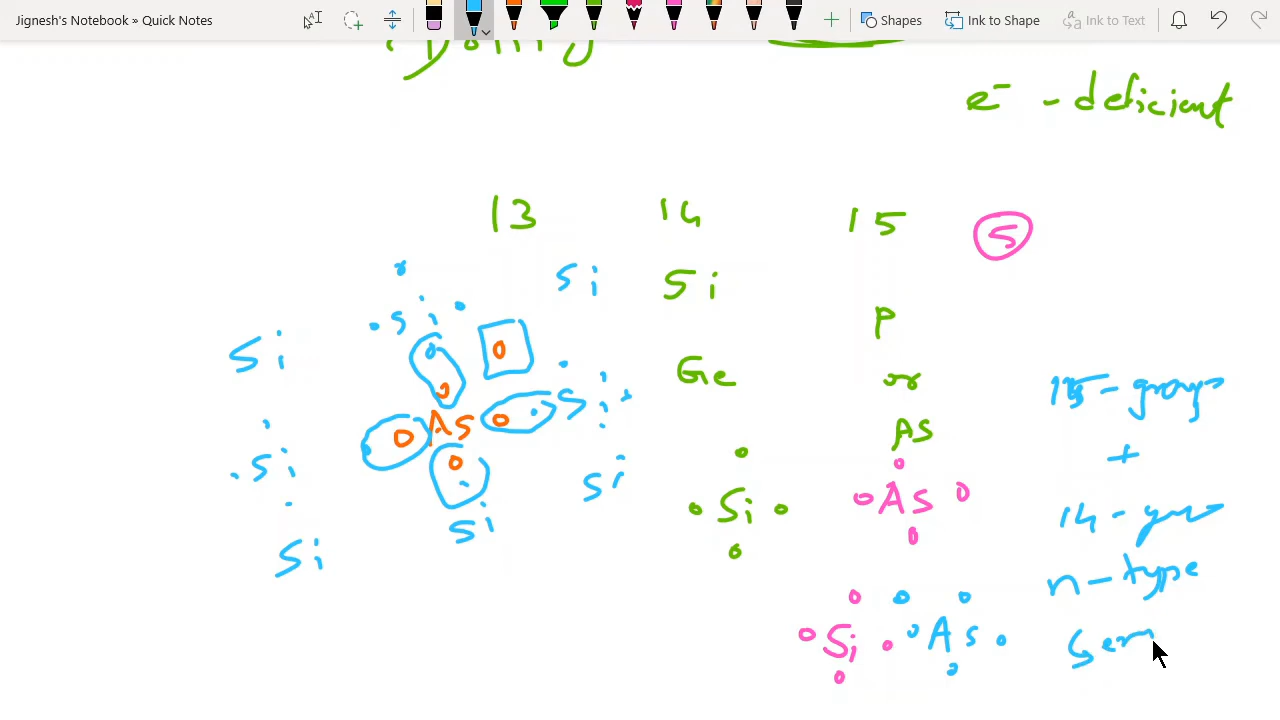 Jignesh's Notebook » Quick Notes
Shapes
Ink to Shape
Ink to Text
e⁻ - deficient
13 14 15 5
Si Si
Si P
Si Ge or
As Si As
Si Si
Si As
Si
Si
15 - group
+
14 - group
n - type
Si As
Sem